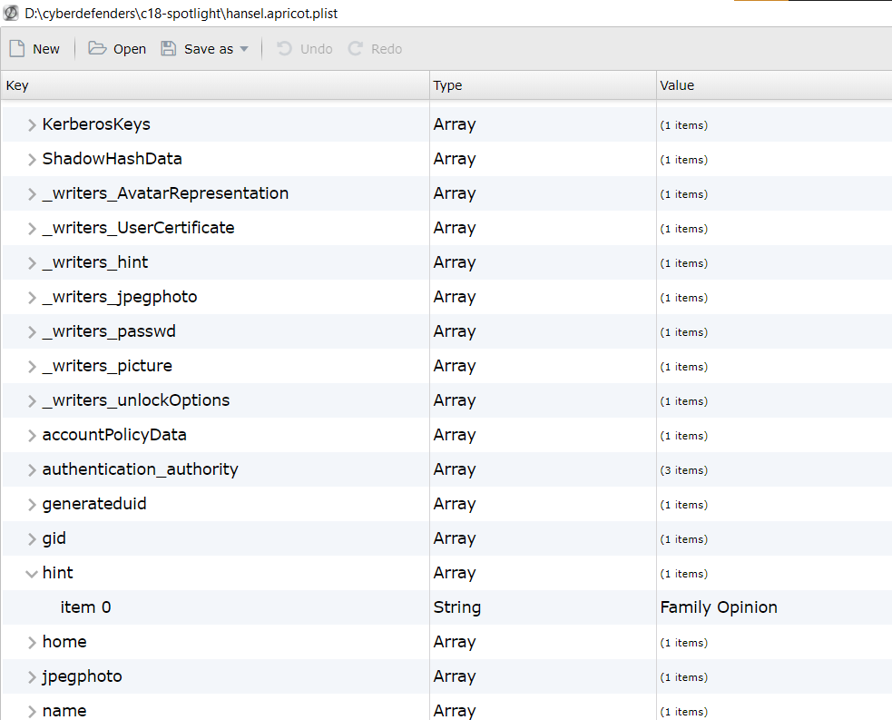 D:\cyberdefenders\c18-spotlight\hansel.apricot.plist
New Open Save as Undo Redo
Key Type Value
KerberosKeys Array (1 items)
ShadowHashData Array (1 items)
_writers_AvatarRepresentation Array (1 items)
_writers_UserCertificate Array (1 items)
_writers_hint Array (1 items)
_writers_jpegphoto Array (1 items)
_writers_passwd Array (1 items)
_writers_picture Array (1 items)
_writers_unlockOptions Array (1 items)
accountPolicyData Array (1 items)
authentication_authority Array (3 items)
generateduid Array (1 items)
gid Array (1 items)
hint Array (1 items)
item 0 String Family Opinion
home Array (1 items)
jpegphoto Array (1 items)
name Array (1 items)